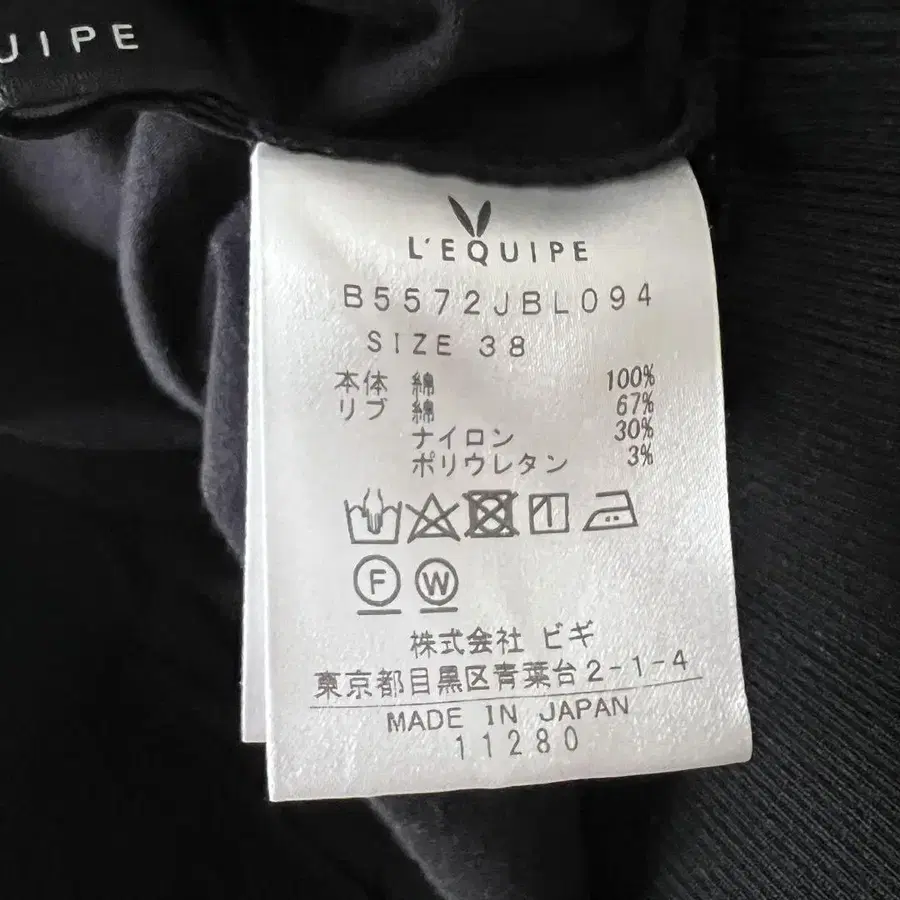 UIPE
L'EQUIPE
B5572JBL094
SIZE 38
本体 綿 100%
リブ 綿 67%
ナイロン 30%
ポリウレタン 3%
F W
株式会社 ビギ
東京都目黒区青葉台2-1-4
MADE IN JAPAN
11280